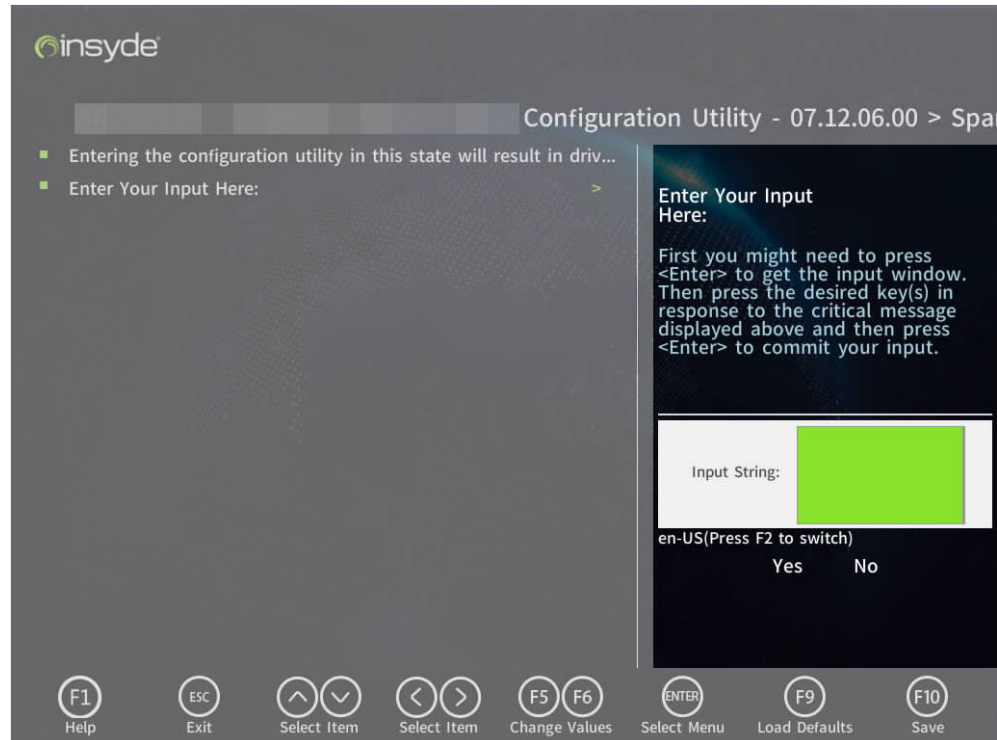 insyde
Configuration Utility - 07.12.06.00 > Spa
Entering the configuration utility in this state will result in driv...
Enter Your Input Here: >
Enter Your Input
Here:
First you might need to press
<Enter> to get the input window.
Then press the desired key(s) in
response to the critical message
displayed above and then press
<Enter> to commit your input.
Input String:
en-US(Press F2 to switch)
Yes No
F1 ESC F5 F6 ENTER F9 F10
Help Exit Select Item Select Item Change Values Select Menu Load Defaults Save